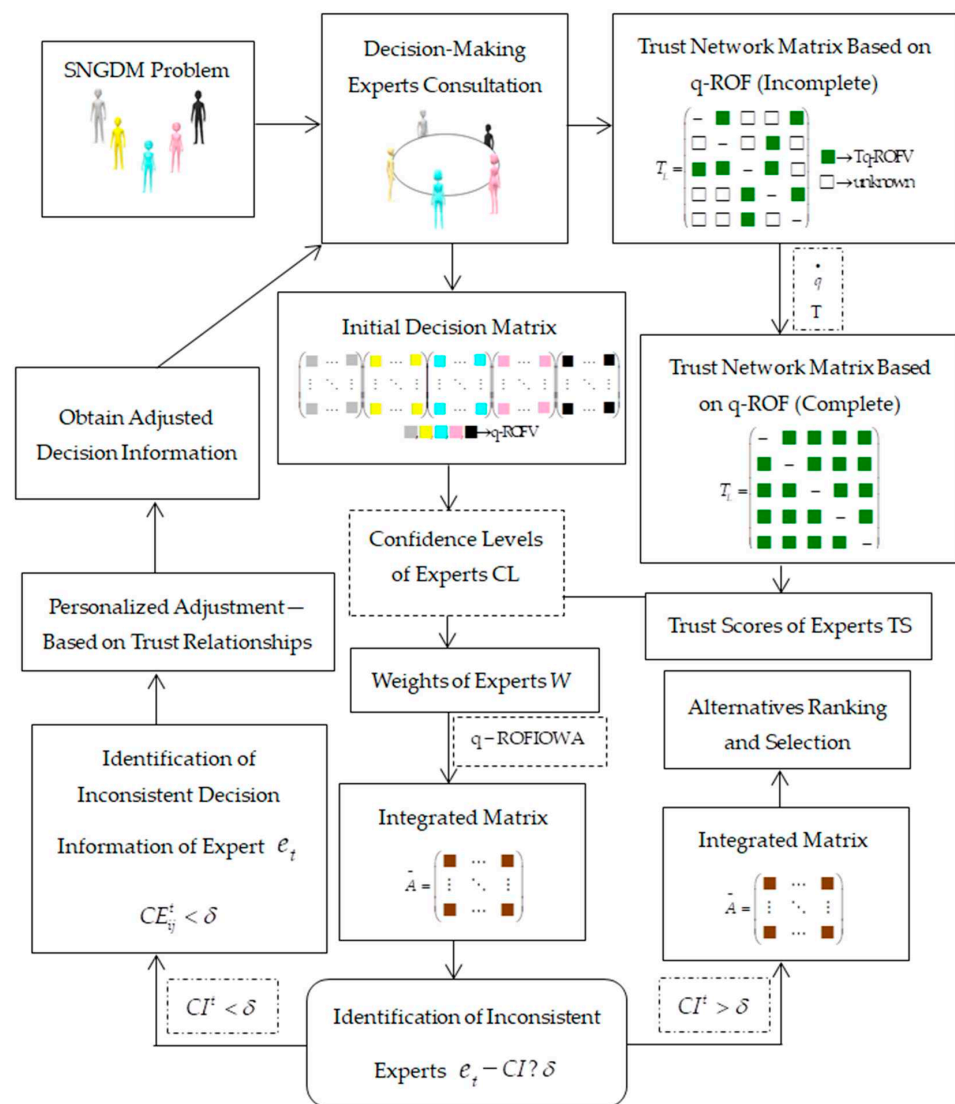 SNGDM Problem
Decision-Making
Experts Consultation
Trust Network Matrix Based on
q-ROF (Incomplete)
T_L =
→Tq-ROFV
→unknown
q̇
T
Initial Decision Matrix
→q-ROFV
Trust Network Matrix Based
on q-ROF (Complete)
T_L =
Obtain Adjusted
Decision Information
Confidence Levels
of Experts CL
Personalized Adjustment—
Based on Trust Relationships
Trust Scores of Experts TS
Weights of Experts W
Alternatives Ranking
and Selection
q−ROFIOWA
Identification of
Inconsistent Decision
Information of Expert e_t
CE_{ij}^t < δ
Integrated Matrix
Ā =
Integrated Matrix
Ā =
CI^t < δ
CI^t > δ
Identification of Inconsistent
Experts e_t − CI? δ